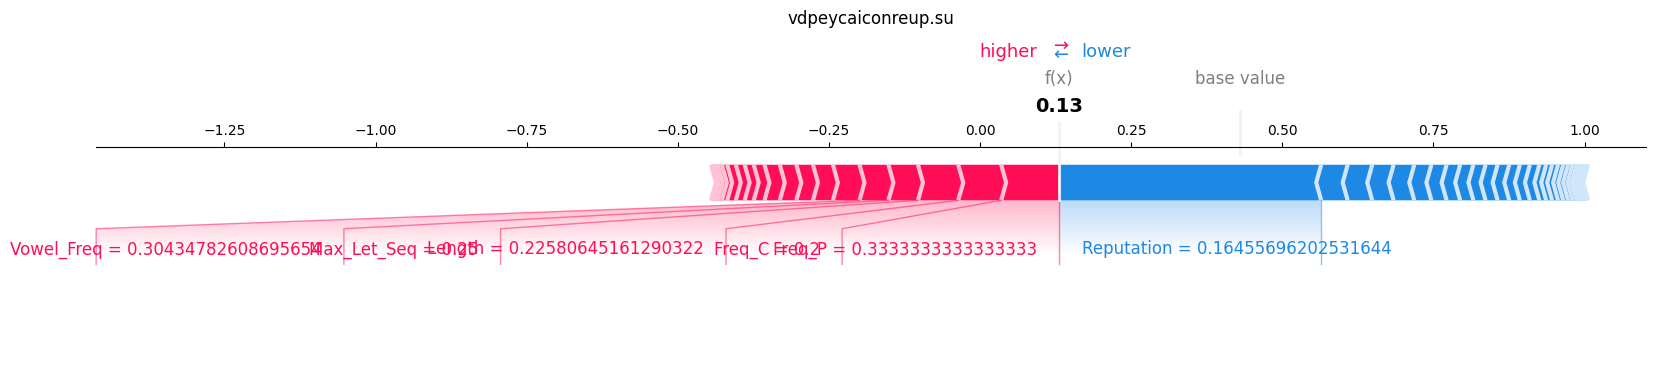 vdpeycaiconreup.su
higher ⇄ lower
f(x) base value
0.13
−1.25 −1.00 −0.75 −0.50 −0.25 0.00 0.25 0.50 0.75 1.00
Vowel_Freq = 0.30434782608695654 Max_Let_Seq = 0.25 Length = 0.22580645161290322 Freq_C = 0.2 Freq_P = 0.3333333333333333 Reputation = 0.16455696202531644